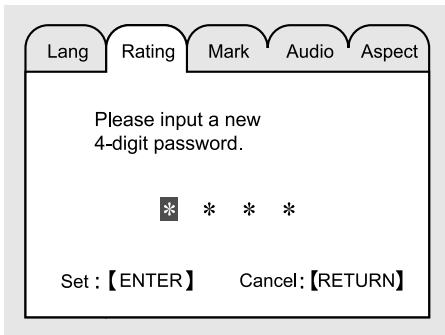 Lang Rating Mark Audio Aspect
Please input a new
4-digit password.
* * * *
Set :【ENTER】 Cancel:【RETURN】